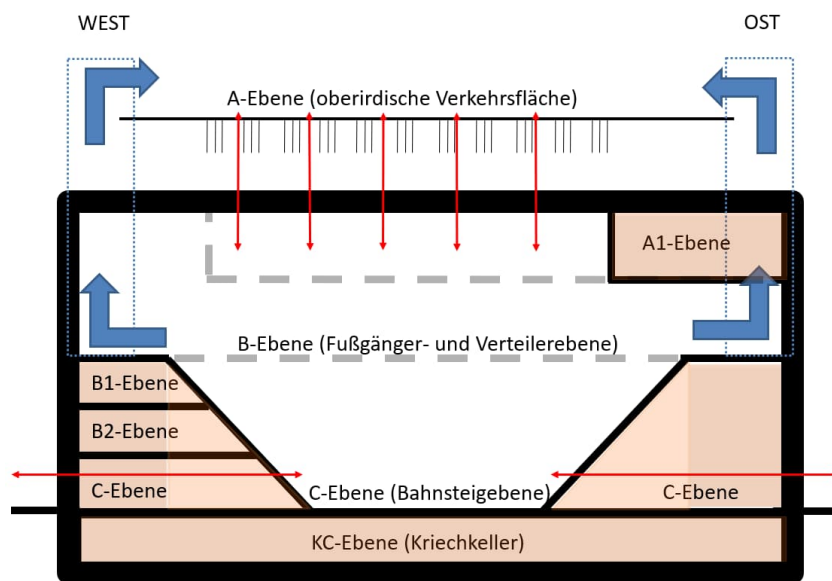 WEST
OST
A-Ebene (oberirdische Verkehrsfläche)
A1-Ebene
B-Ebene (Fußgänger- und Verteilerebene)
B1-Ebene
B2-Ebene
C-Ebene
C-Ebene (Bahnsteigebene)
C-Ebene
KC-Ebene (Kriechkeller)